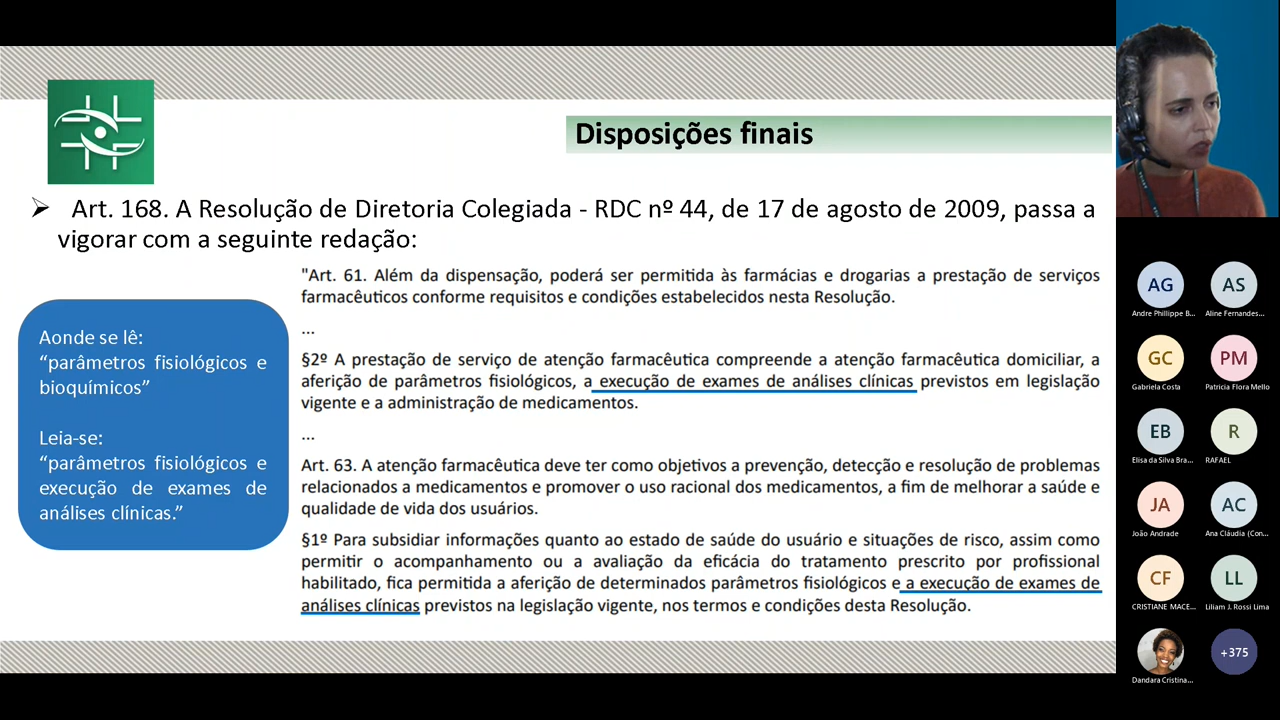 Disposições finais
➢ Art. 168. A Resolução de Diretoria Colegiada - RDC nº 44, de 17 de agosto de 2009, passa a
vigorar com a seguinte redação:
Aonde se lê:
“parâmetros fisiológicos e
bioquímicos”
Leia-se:
“parâmetros fisiológicos e
execução de exames de
análises clínicas.”
"Art. 61. Além da dispensação, poderá ser permitida às farmácias e drogarias a prestação de serviços
farmacêuticos conforme requisitos e condições estabelecidos nesta Resolução.
...
§2º A prestação de serviço de atenção farmacêutica compreende a atenção farmacêutica domiciliar, a
aferição de parâmetros fisiológicos, a execução de exames de análises clínicas previstos em legislação
vigente e a administração de medicamentos.
...
Art. 63. A atenção farmacêutica deve ter como objetivos a prevenção, detecção e resolução de problemas
relacionados a medicamentos e promover o uso racional dos medicamentos, a fim de melhorar a saúde e
qualidade de vida dos usuários.
§1º Para subsidiar informações quanto ao estado de saúde do usuário e situações de risco, assim como
permitir o acompanhamento ou a avaliação da eficácia do tratamento prescrito por profissional
habilitado, fica permitida a aferição de determinados parâmetros fisiológicos e a execução de exames de
análises clínicas previstos na legislação vigente, nos termos e condições desta Resolução.
AG
AS
Andre Phillippe B...
Aline Fernandes...
GC
PM
Gabriela Costa
Patricia Flora Mello
EB
R
Elisa da Silva Bra...
RAFAEL
JA
AC
João Andrade
Ana Cláudia (Con...
CF
LL
CRISTIANE MACE...
Liliam J. Rossi Lima
+375
Dandara Cristina...